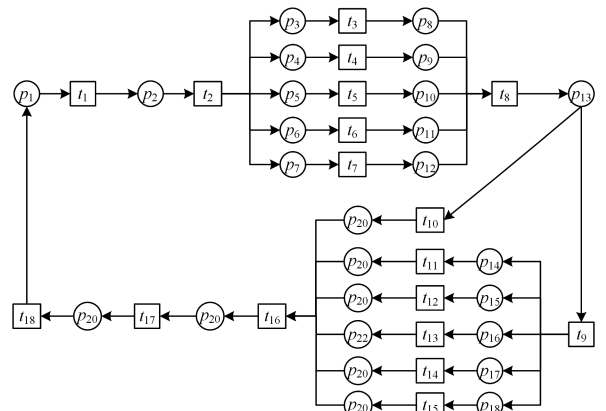 p3 t3 p8
p4 t4 p9
p1 t1 p2 t2 p5 t5 p10 t8 p13
p6 t6 p11
p7 t7 p12
p20 t10
p20 t11 p14
p20 t12 p15
t18 p20 t17 p20 t16 p22 t13 p16 t9
p20 t14 p17
p20 t15 p18